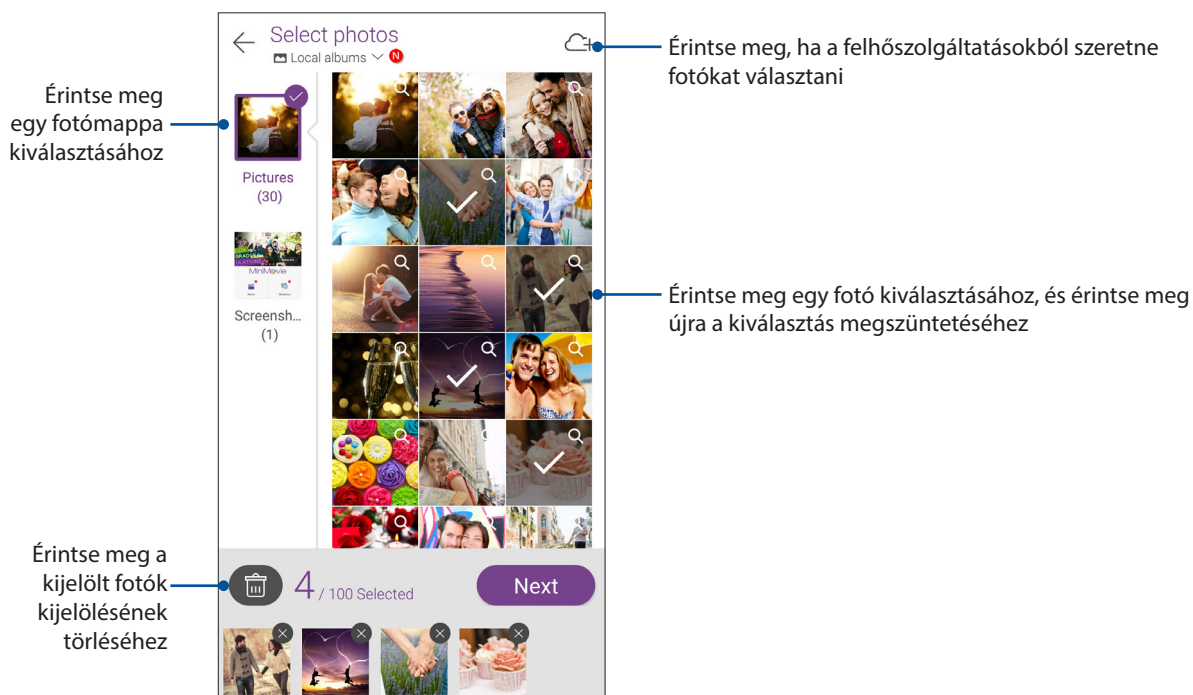 Select photos
Local albums N
Érintse meg, ha a felhőszolgáltatásokból szeretne
fotókat választani
Érintse meg
egy fotómappa
kiválasztásához
Pictures
(30)
MiniMovie
Screensh...
(1)
Érintse meg egy fotó kiválasztásához, és érintse meg
újra a kiválasztás megszüntetéséhez
Érintse meg a
kijelölt fotók
kijelölésének
törléséhez
4 / 100 Selected
Next